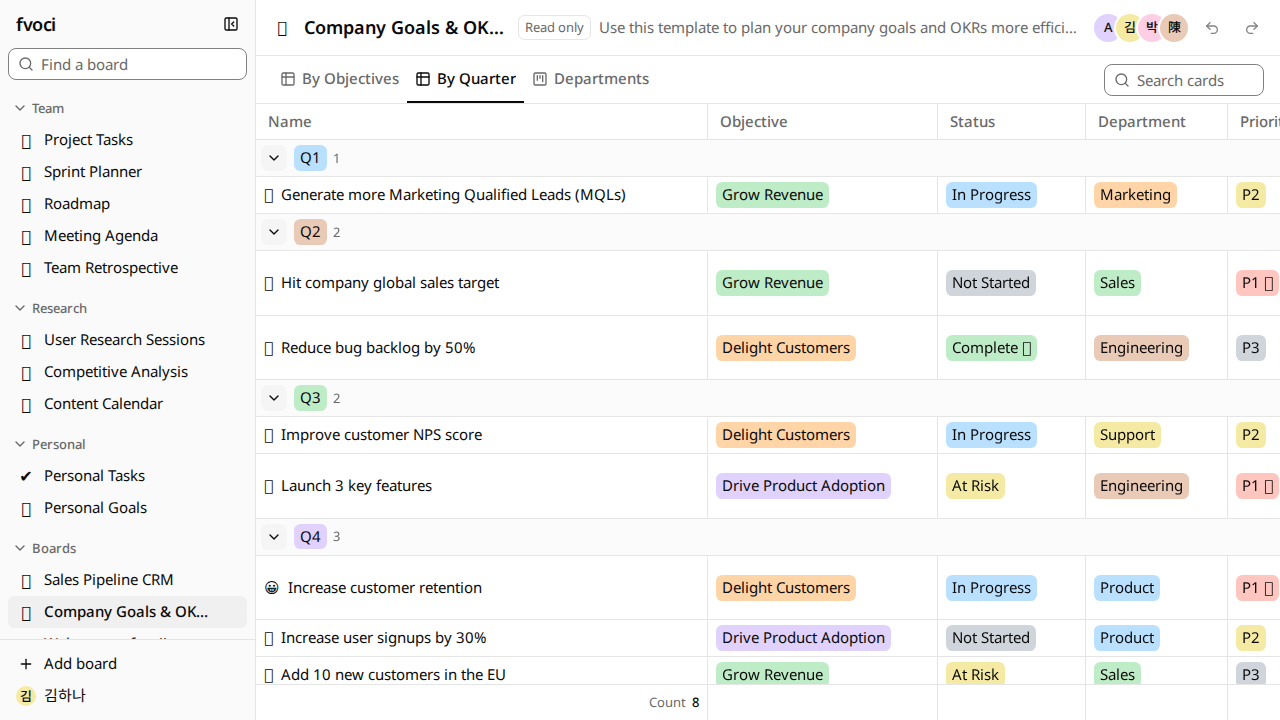 fvoci
Find a board
Team
Project Tasks
Sprint Planner
Roadmap
Meeting Agenda
Team Retrospective
Research
User Research Sessions
Competitive Analysis
Content Calendar
Personal
✔ Personal Tasks
Personal Goals
Boards
Sales Pipeline CRM
Company Goals & OK...
Add board
김 김하나
Company Goals & OK... Read only Use this template to plan your company goals and OKRs more effici... A 김 박 陳
By Objectives By Quarter Departments Search cards
Name Objective Status Department Priorit
Q1 1
Generate more Marketing Qualified Leads (MQLs) Grow Revenue In Progress Marketing P2
Q2 2
Hit company global sales target Grow Revenue Not Started Sales P1
Reduce bug backlog by 50% Delight Customers Complete Engineering P3
Q3 2
Improve customer NPS score Delight Customers In Progress Support P2
Launch 3 key features Drive Product Adoption At Risk Engineering P1
Q4 3
😀 Increase customer retention Delight Customers In Progress Product P1
Increase user signups by 30% Drive Product Adoption Not Started Product P2
Add 10 new customers in the EU Grow Revenue At Risk Sales P3
Count 8